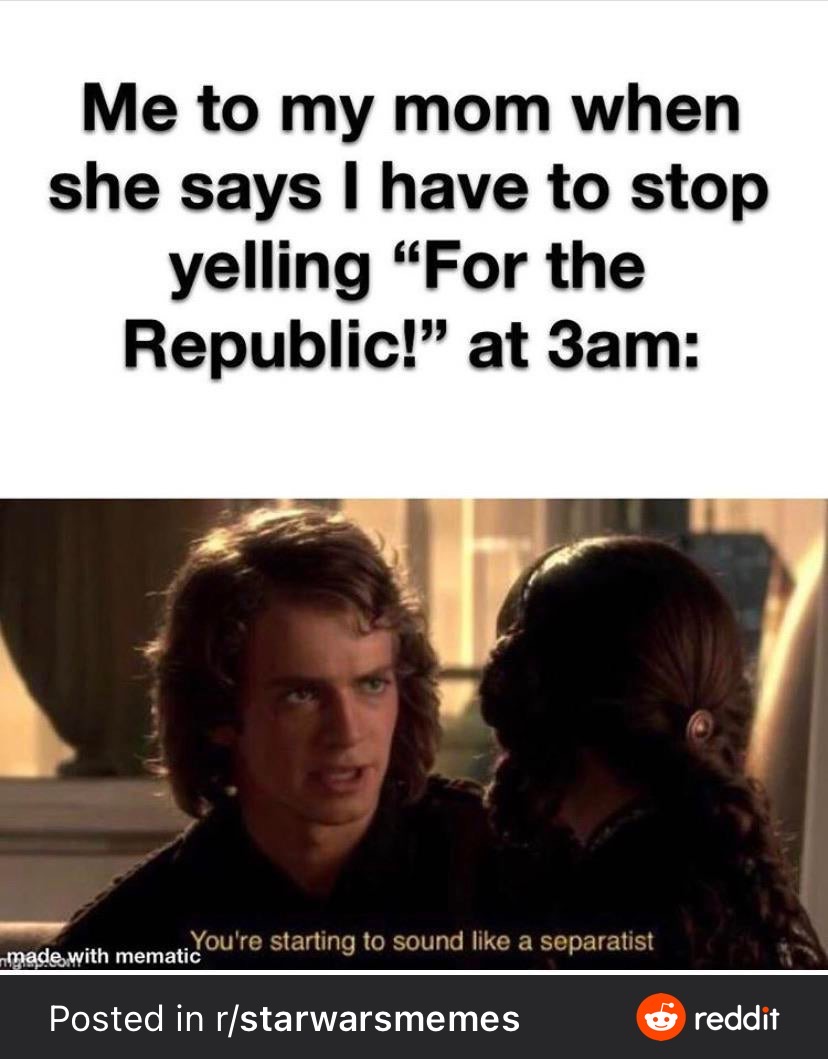 Me to my mom when
she says I have to stop
yelling “For the
Republic!” at 3am:
You're starting to sound like a separatist
made with mematic
Posted in r/starwarsmemes
reddit